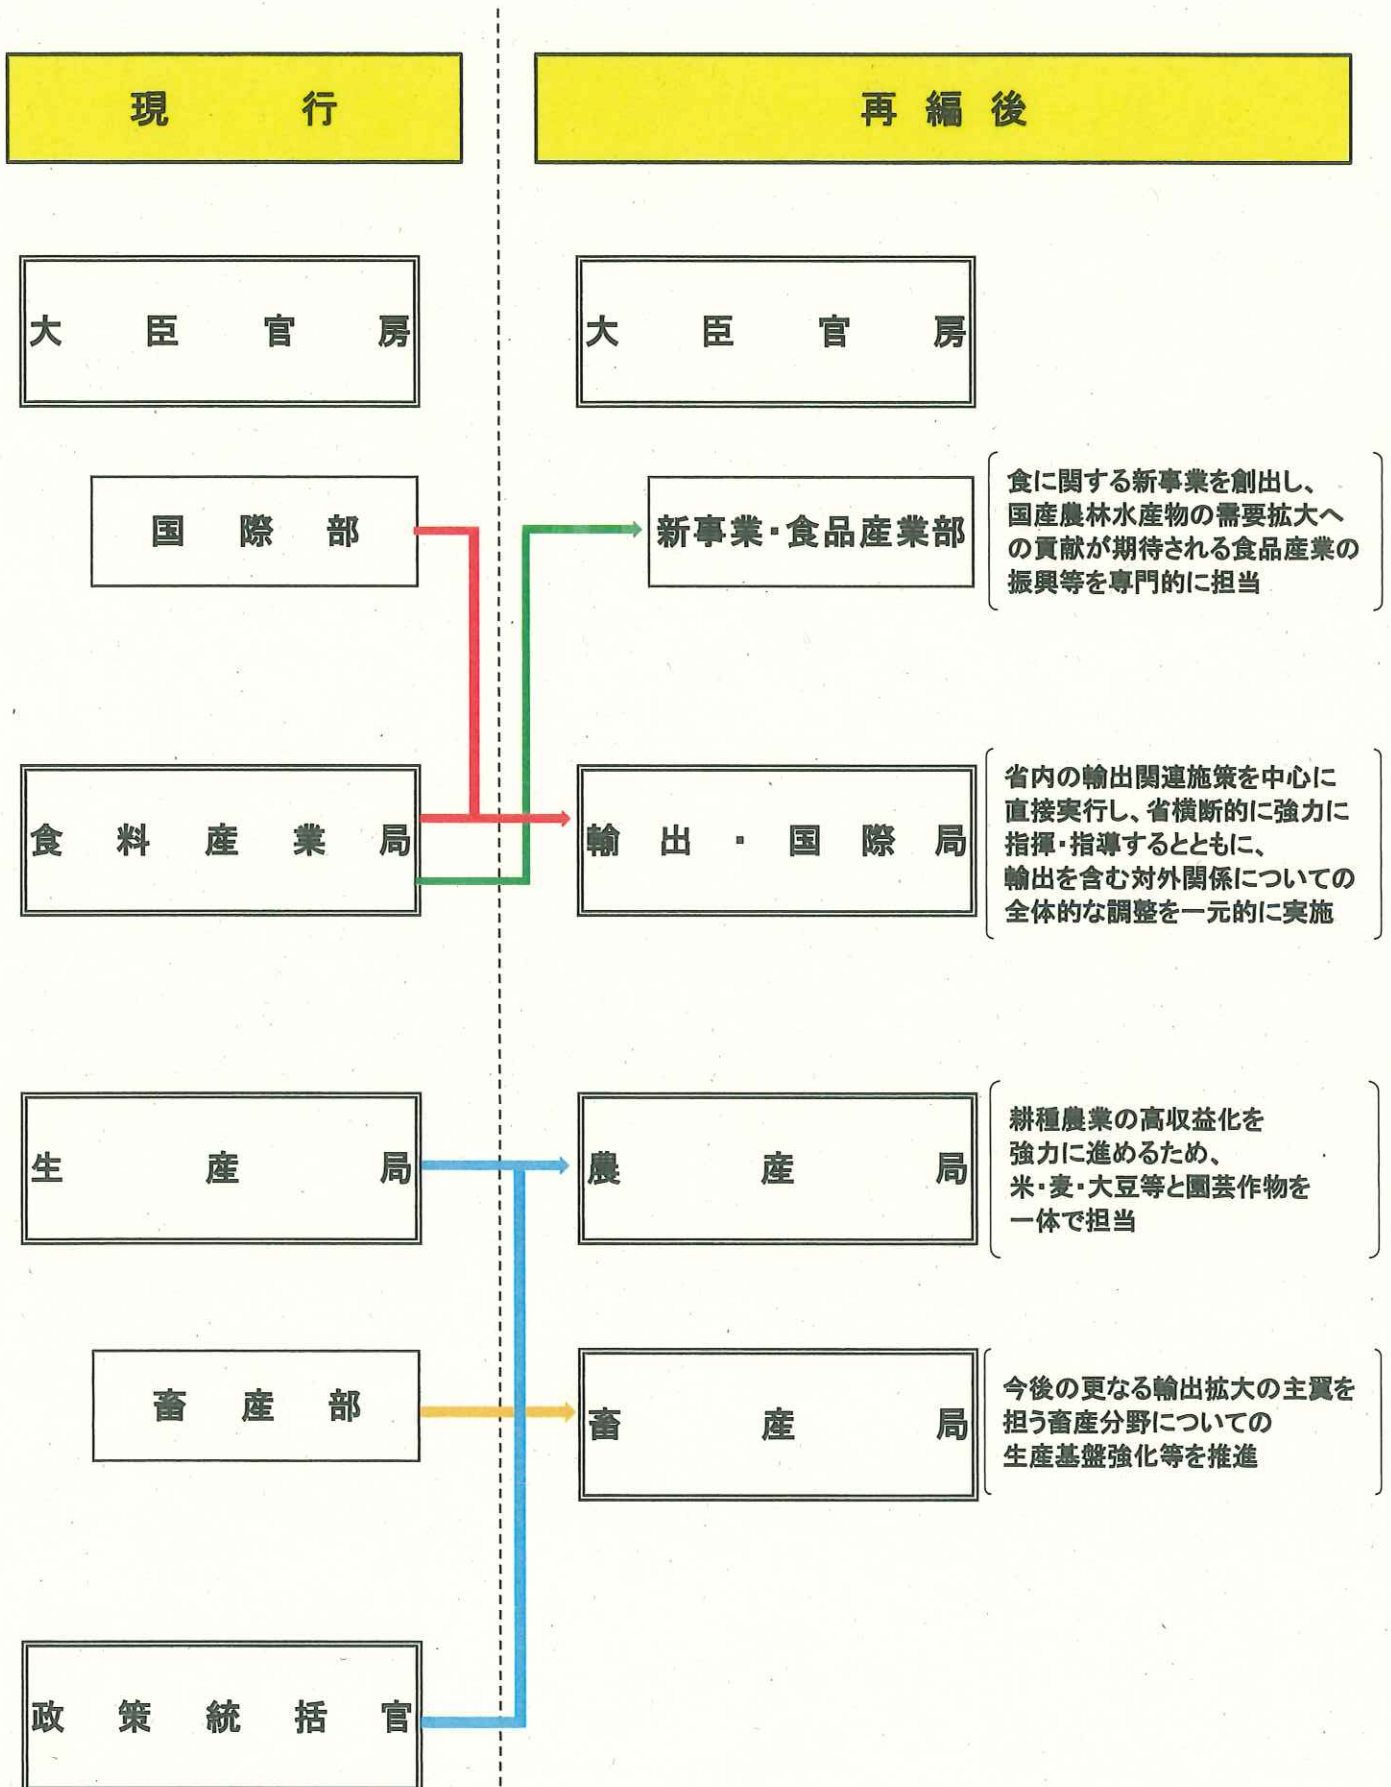 現行
再編後
大臣官房
大臣官房
国際部
新事業・食品産業部
食に関する新事業を創出し、
国産農林水産物の需要拡大へ
の貢献が期待される食品産業の
振興等を専門的に担当
食料産業局
輸出・国際局
省内の輸出関連施策を中心に
直接実行し、省横断的に強力に
指揮・指導するとともに、
輸出を含む対外関係についての
全体的な調整を一元的に実施
生産局
農産局
耕種農業の高収益化を
強力に進めるため、
米・麦・大豆等と園芸作物を
一体で担当
畜産部
畜産局
今後の更なる輸出拡大の主翼を
担う畜産分野についての
生産基盤強化等を推進
政策統括官